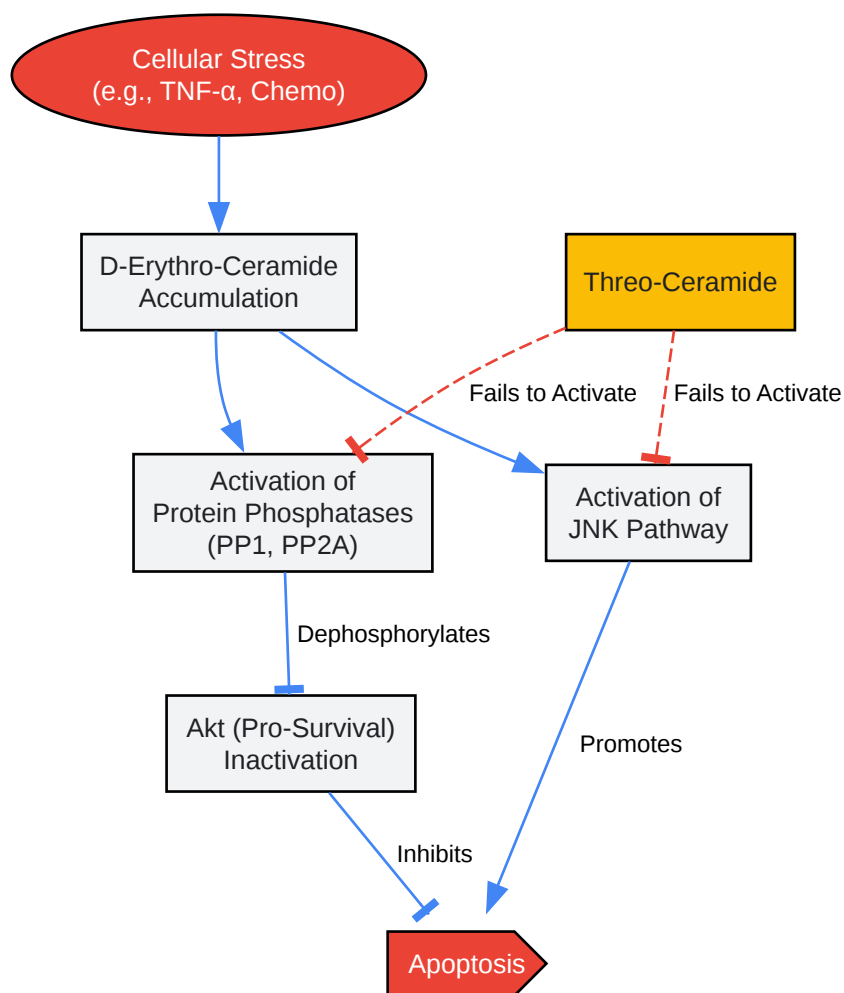 Cellular Stress
(e.g., TNF-α, Chemo)
D-Erythro-Ceramide
Accumulation
Threo-Ceramide
Fails to Activate
Fails to Activate
Activation of
Protein Phosphatases
(PP1, PP2A)
Activation of
JNK Pathway
Dephosphorylates
Akt (Pro-Survival)
Inactivation
Promotes
Inhibits
Apoptosis